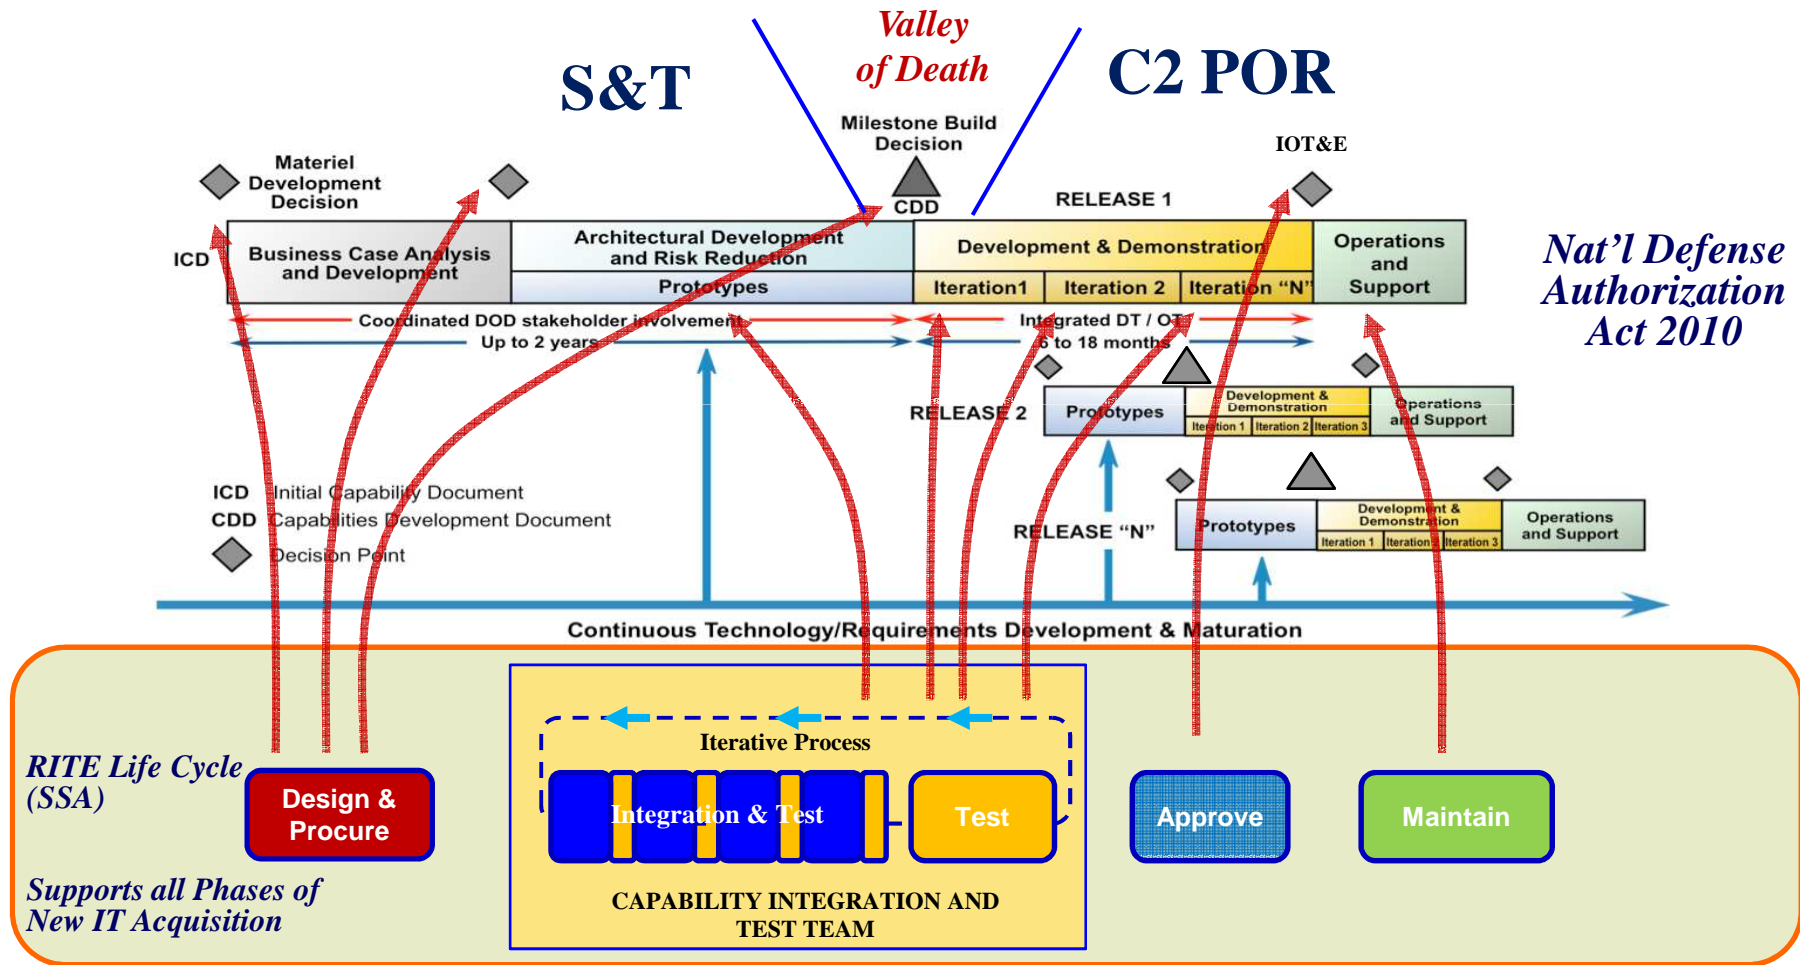 Valley
of Death
S&T
C2 POR
Milestone Build
Decision
IOT&E
Materiel
Development
Decision
CDD
RELEASE 1
ICD
Business Case Analysis
and Development
Architectural Development
and Risk Reduction
Prototypes
Development & Demonstration
Iteration1
Iteration 2
Iteration “N”
Operations
and
Support
Nat’l Defense
Authorization
Act 2010
Coordinated DOD stakeholder involvement
Up to 2 years
Integrated DT / OT
6 to 18 months
RELEASE 2
Prototypes
Development &
Demonstration
Iteration 1
Iteration 2
Iteration 3
Operations
and Support
RELEASE “N”
Prototypes
Development &
Demonstration
Iteration 1
Iteration 2
Iteration 3
Operations
and Support
ICD Initial Capability Document
CDD Capabilities Development Document
Decision Point
Continuous Technology/Requirements Development & Maturation
RITE Life Cycle
(SSA)
Supports all Phases of
New IT Acquisition
Design &
Procure
Iterative Process
Integration & Test
Test
CAPABILITY INTEGRATION AND
TEST TEAM
Approve
Maintain